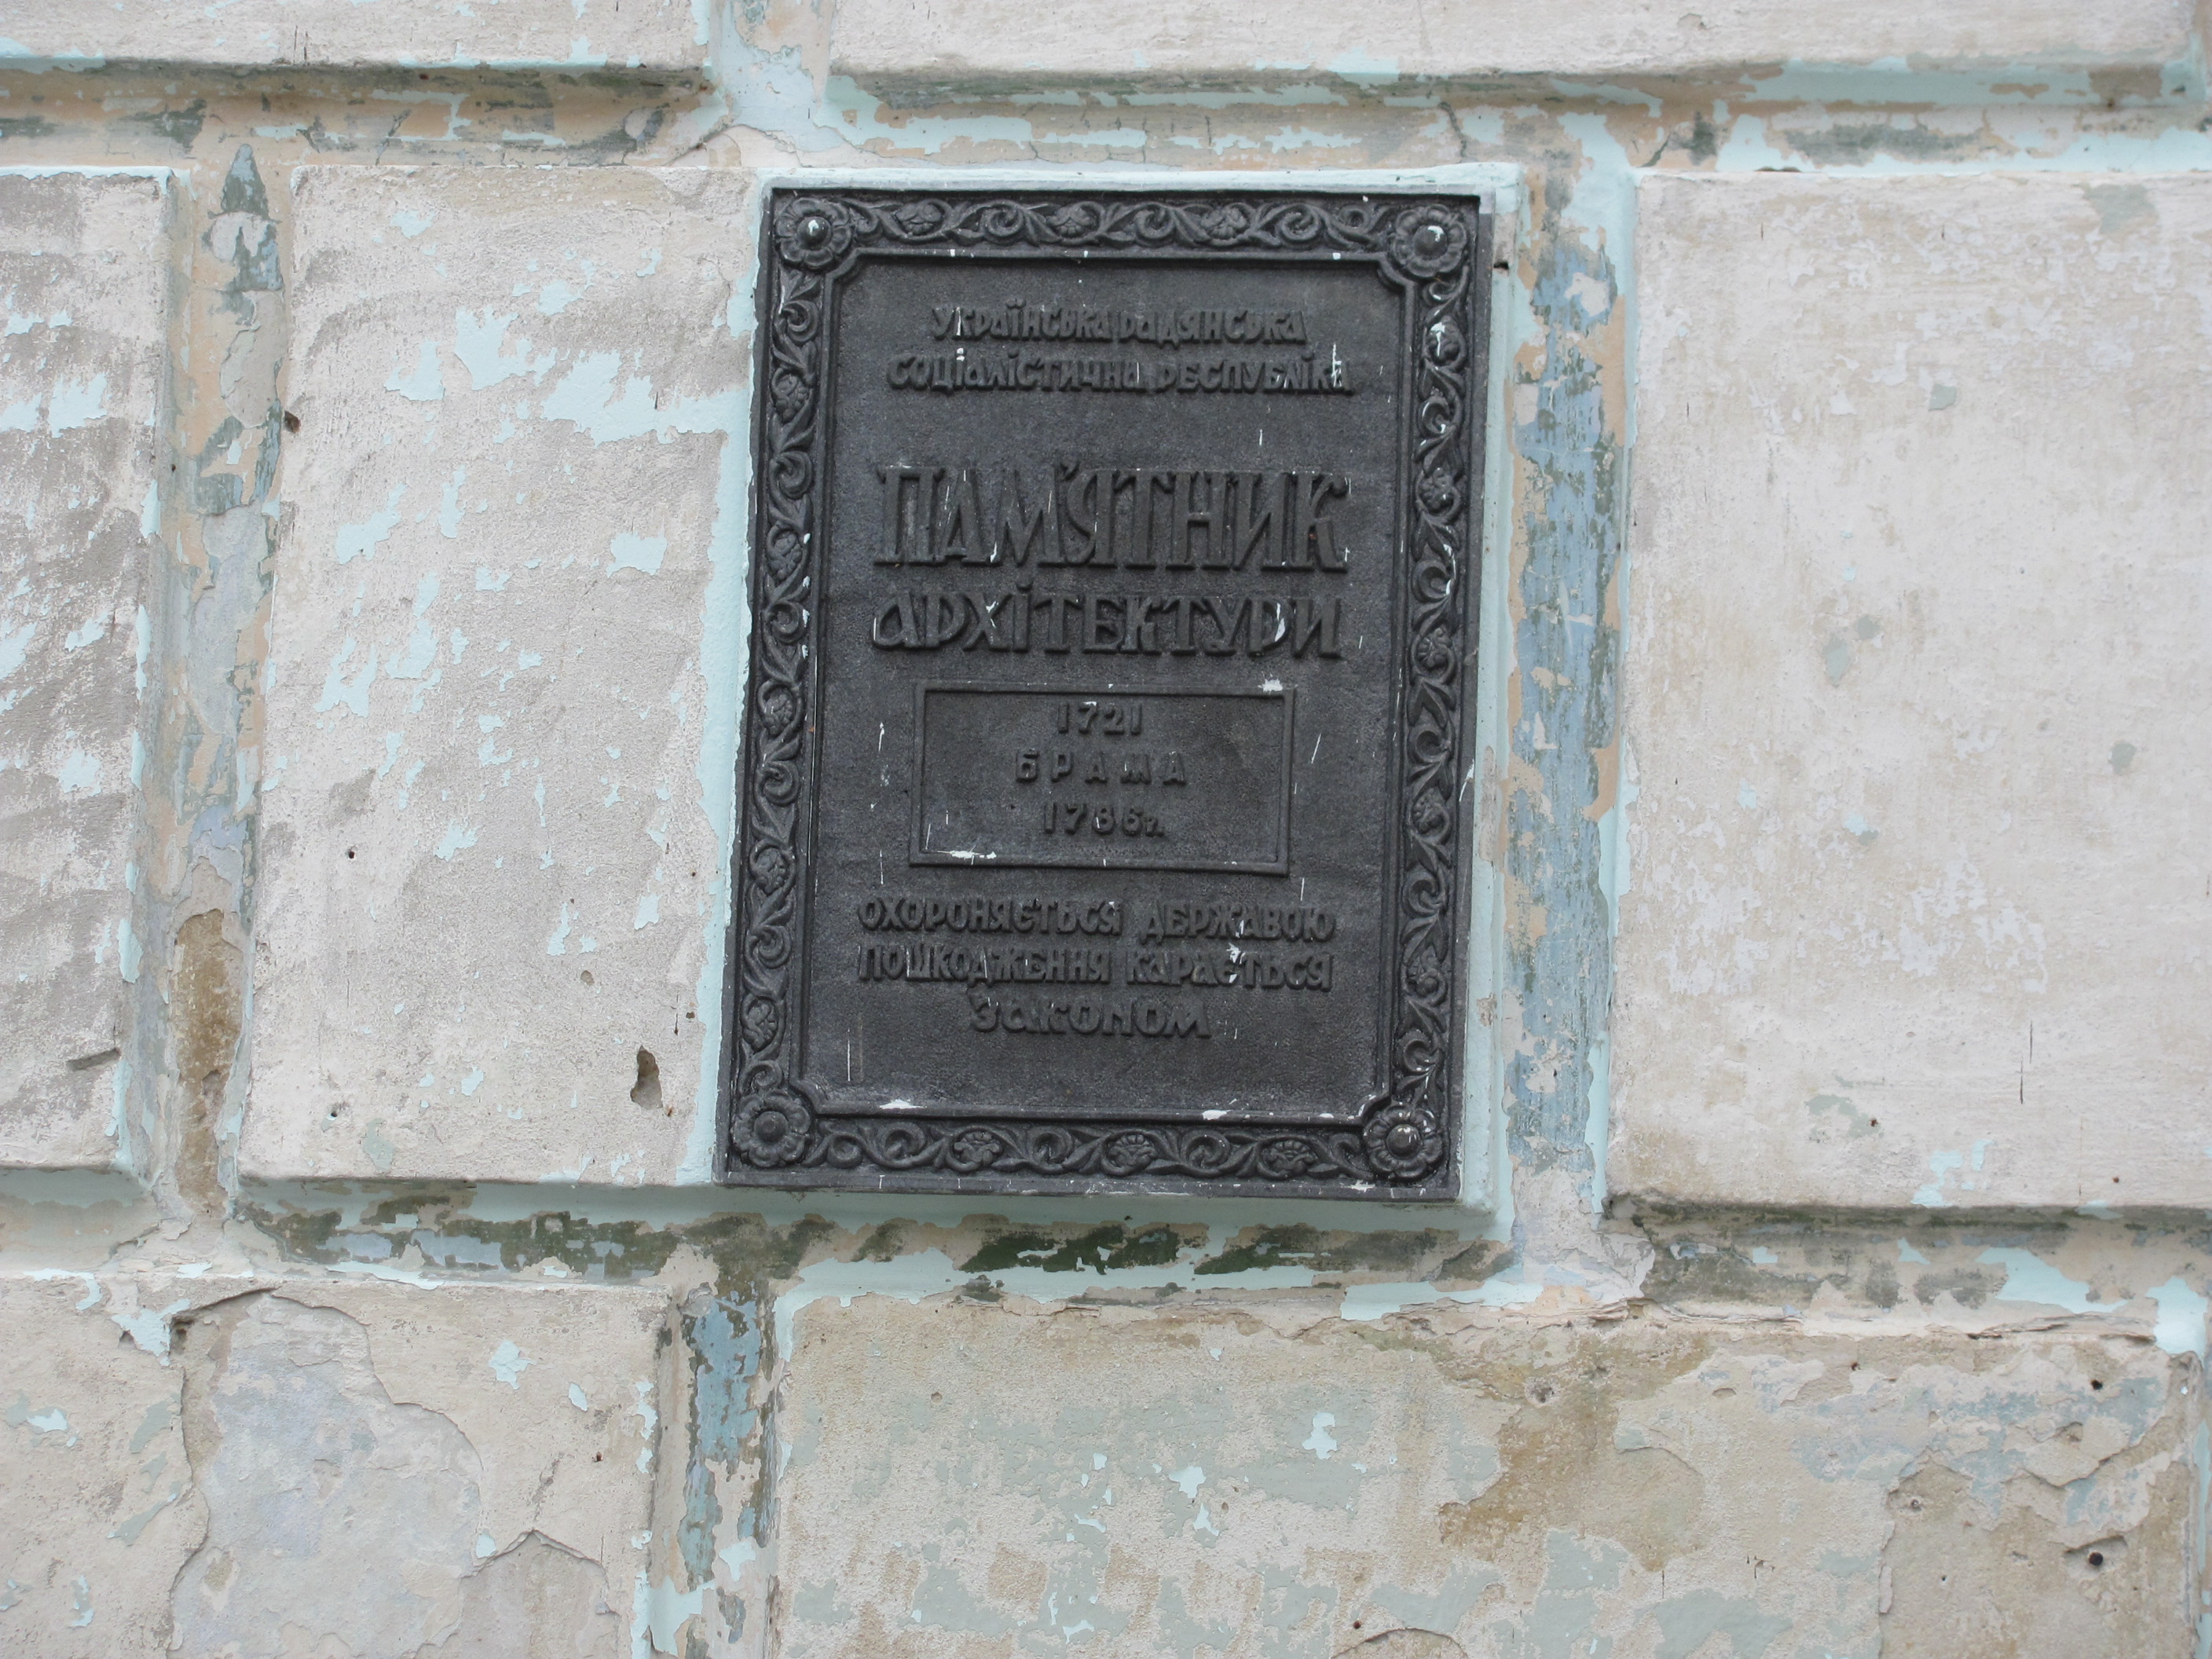 УКРАЇНСЬКА РАДЯНСЬКА
СОЦІАЛІСТИЧНА РЕСПУБЛІКА
ПАМ'ЯТНИК
АРХІТЕКТУРИ
1721
БРАМА
1786р.
ОХОРОНЯЄТЬСЯ ДЕРЖАВОЮ
ПОШКОДЖЕННЯ КАРАЄТЬСЯ
ЗАКОНОМ